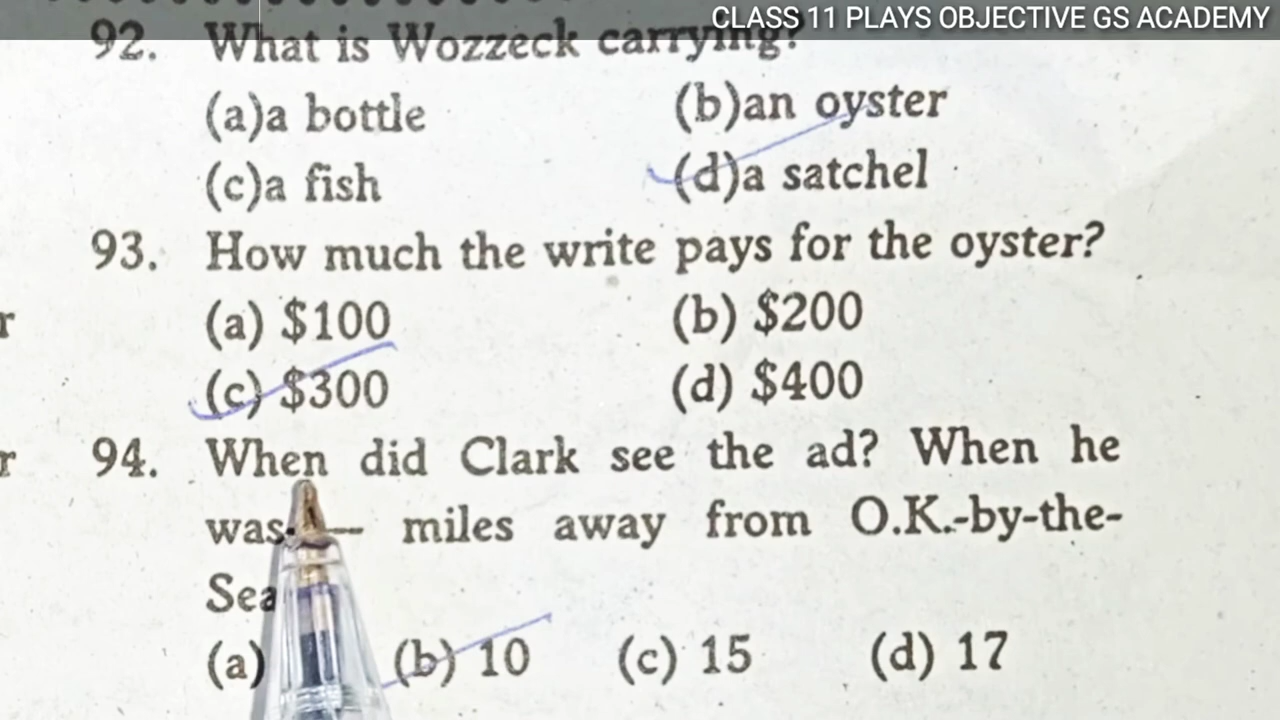 CLASS 11 PLAYS OBJECTIVE GS ACADEMY
92. What is Wozzeck carrying?
(a)a bottle (b)an oyster
(c)a fish (d)a satchel
93. How much the write pays for the oyster?
(a) $100 (b) $200
(c) $300 (d) $400
r
94. When did Clark see the ad? When he
r
was — miles away from O.K.-by-the-
Sea
(a) (b) 10 (c) 15 (d) 17